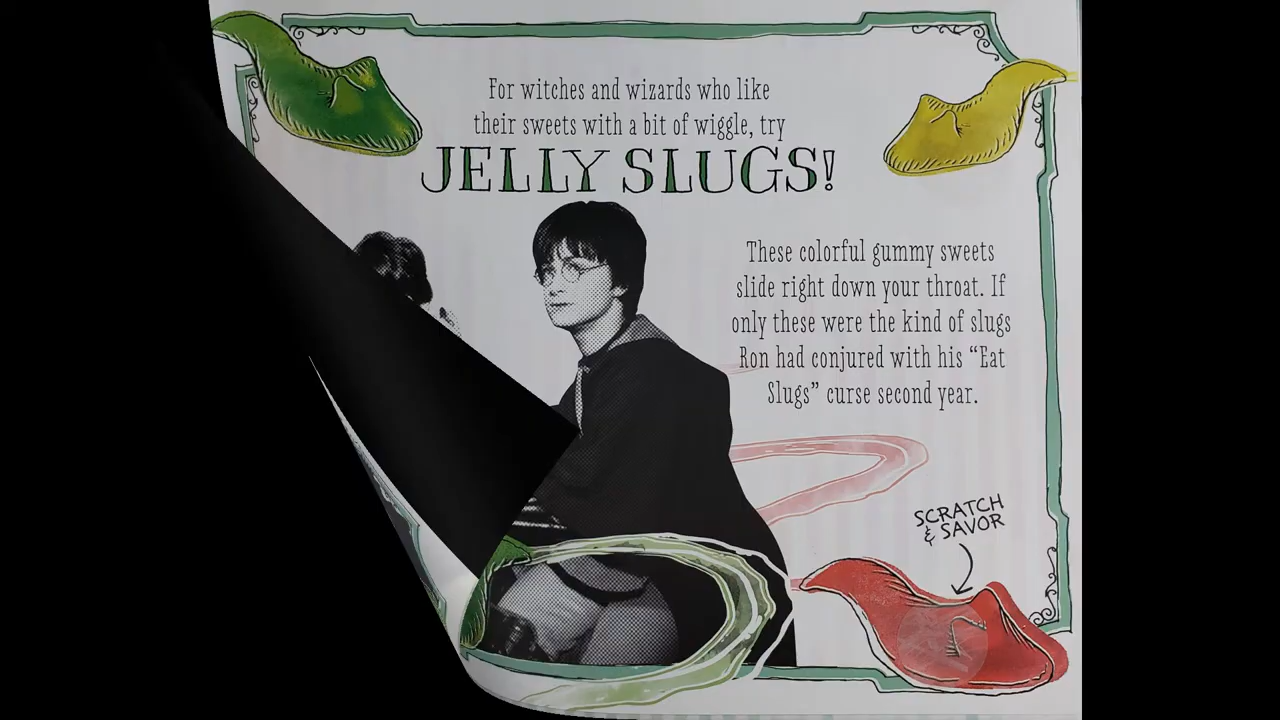 For witches and wizards who like
their sweets with a bit of wiggle, try
JELLY SLUGS!
These colorful gummy sweets
slide right down your throat. If
only these were the kind of slugs
Ron had conjured with his “Eat
Slugs” curse second year.
SCRATCH
& SAVOR